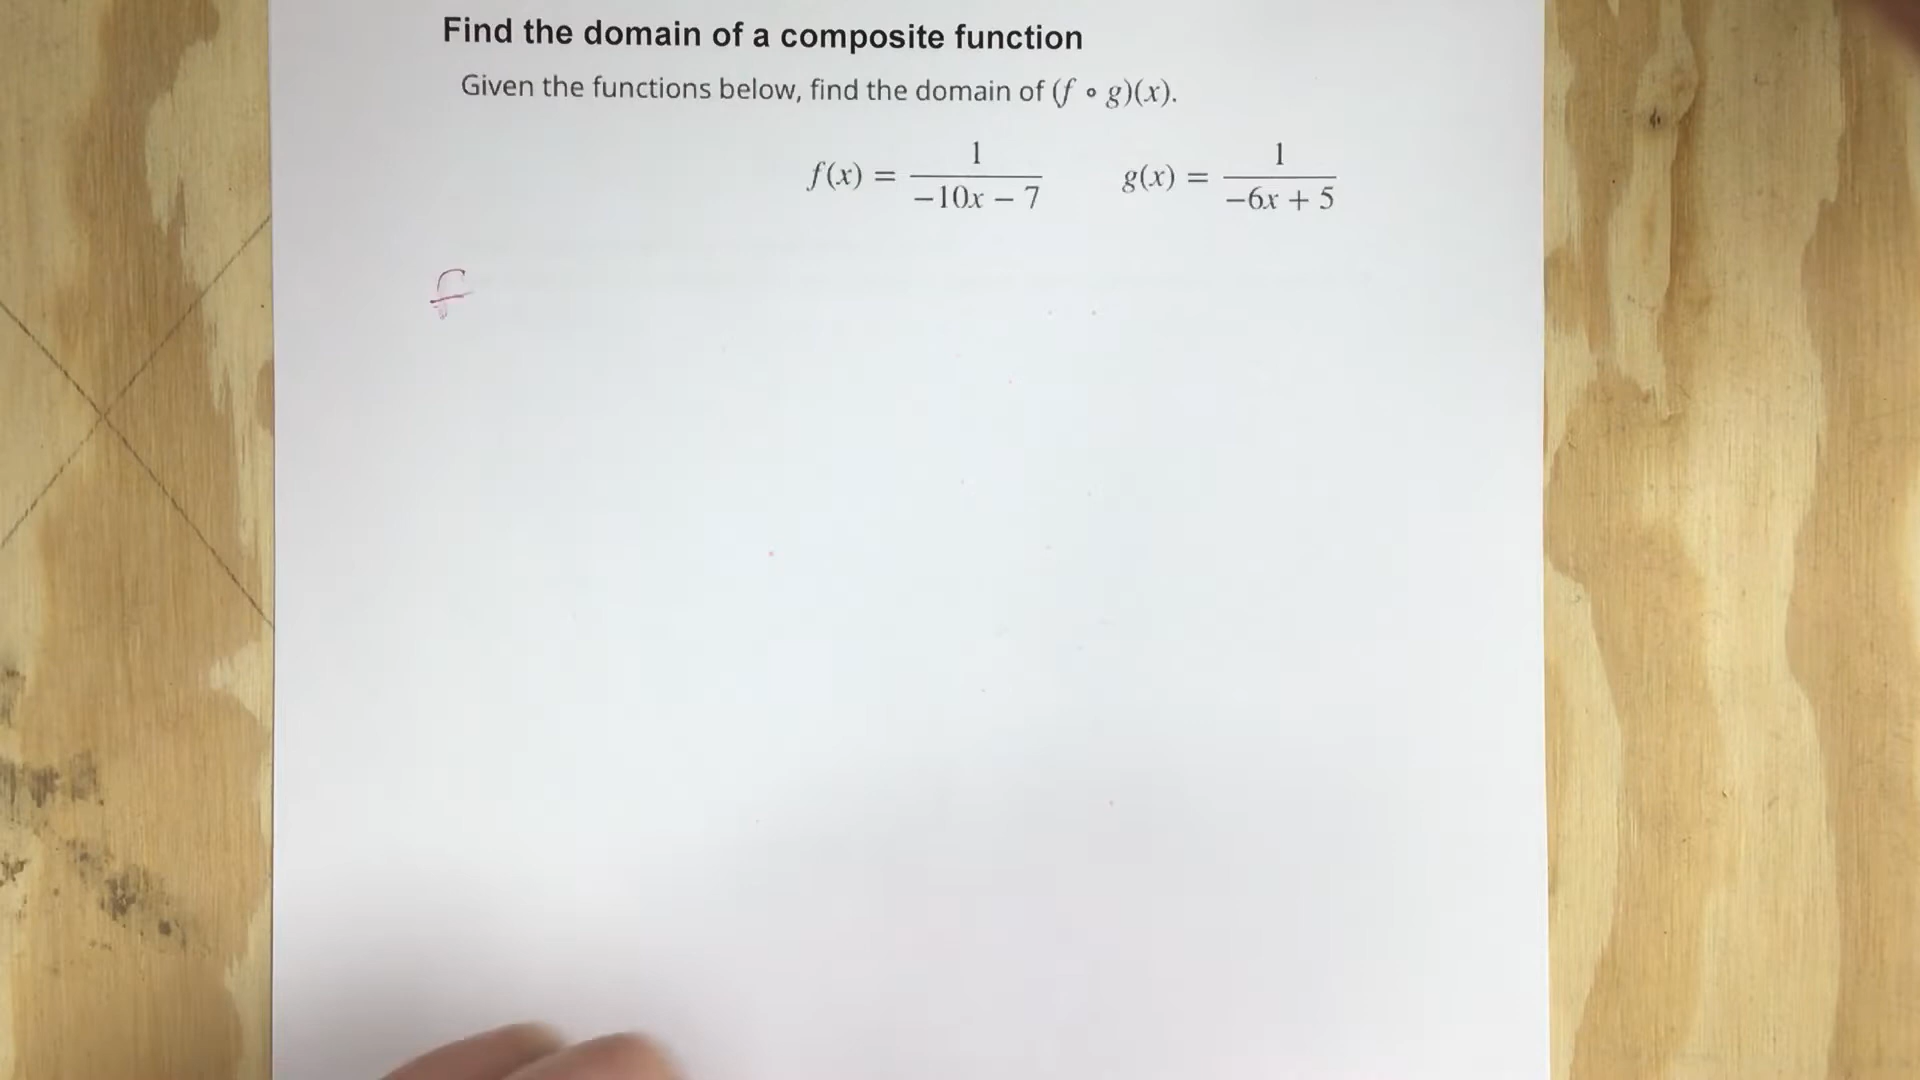 Find the domain of a composite function
Given the functions below, find the domain of (f ∘ g)(x).
f(x) = 1/(−10x − 7) g(x) = 1/(−6x + 5)
f